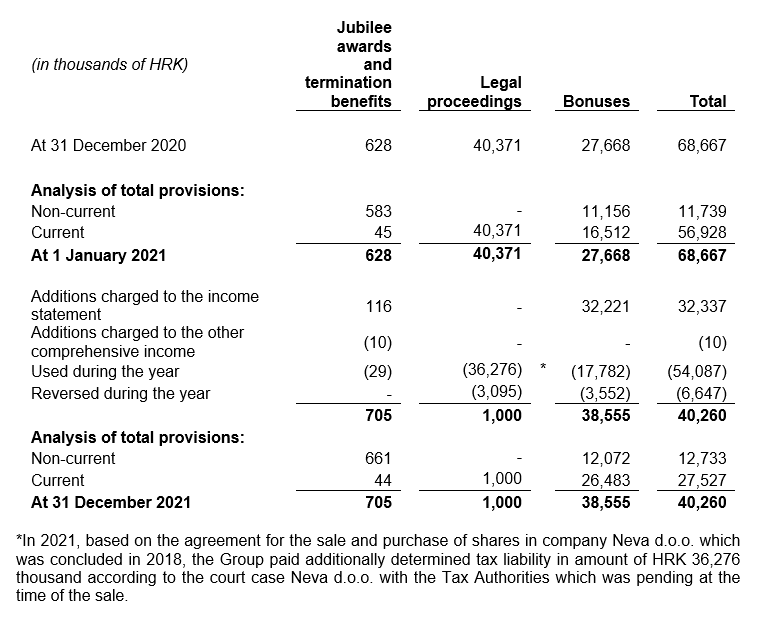 Jubilee
awards
and
(in thousands of HRK)
termination Legal
benefits proceedings Bonuses Total
At 31 December 2020 628 40,371 27,668 68,667
Analysis of total provisions:
Non-current 583 - 11,156 11,739
Current 45 40,371 16,512 56,928
At 1 January 2021 628 40,371 27,668 68,667
Additions charged to the income
statement 116 - 32,221 32,337
Additions charged to the other
comprehensive income (10) - - (10)
Used during the year (29) (36,276) * (17,782) (54,087)
Reversed during the year - (3,095) (3,552) (6,647)
705 1,000 38,555 40,260
Analysis of total provisions:
Non-current 661 - 12,072 12,733
Current 44 1,000 26,483 27,527
At 31 December 2021 705 1,000 38,555 40,260
*In 2021, based on the agreement for the sale and purchase of shares in company Neva d.o.o. which
was concluded in 2018, the Group paid additionally determined tax liability in amount of HRK 36,276
thousand according to the court case Neva d.o.o. with the Tax Authorities which was pending at the
time of the sale.